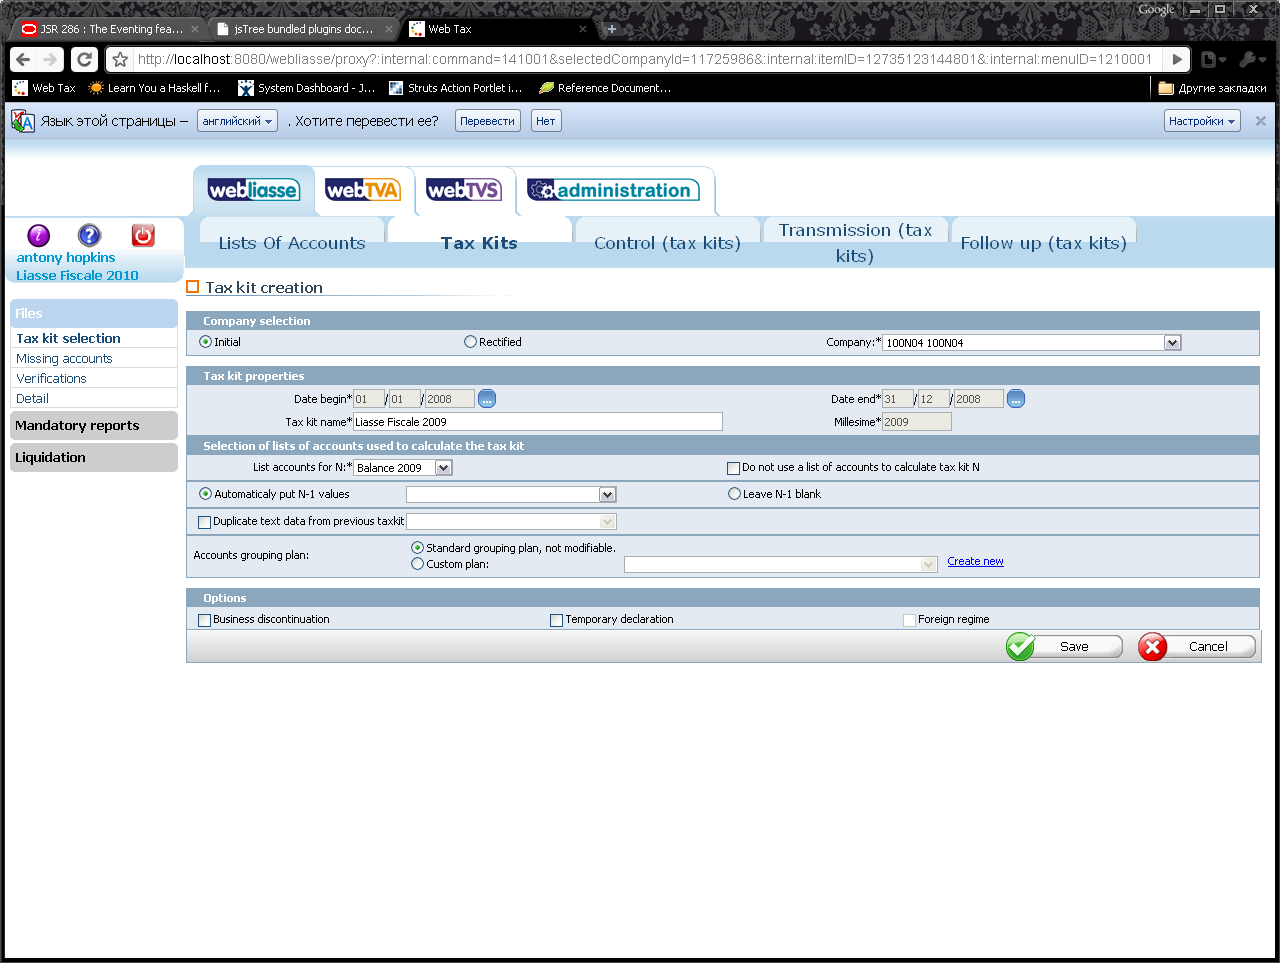 Google
JSR 286 : The Eventing fea...
jsTree bundled plugins doc...
Web Tax
http://localhost:8080/webliasse/proxy?:internal:command=141001&selectedCompanyId=11725986&:internal:itemID=12735123144801&:internal:menuID=1210001
Web Tax
Learn You a Haskell f...
System Dashboard - J...
Struts Action Portlet i...
Reference Document...
Другие закладки
Язык этой страницы – английский . Хотите перевести ее? Перевести Нет Настройки
webliasse webTVA webTVS administration
Lists Of Accounts
Tax Kits
Control (tax kits)
Transmission (tax
kits)
Follow up (tax kits)
antony hopkins
Liasse Fiscale 2010
Files
Tax kit selection
Missing accounts
Verifications
Detail
Mandatory reports
Liquidation
Tax kit creation
Company selection
Initial Rectified Company:* 100N04 100N04
Tax kit properties
Date begin* 01 / 01 / 2008 ... Date end* 31 / 12 / 2008 ...
Tax kit name* Liasse Fiscale 2009 Millesime* 2009
Selection of lists of accounts used to calculate the tax kit
List accounts for N:* Balance 2009 Do not use a list of accounts to calculate tax kit N
Automaticaly put N-1 values Leave N-1 blank
Duplicate text data from previous taxkit
Accounts grouping plan:
Standard grouping plan, not modifiable.
Custom plan: Create new
Options
Business discontinuation Temporary declaration Foreign regime
Save Cancel